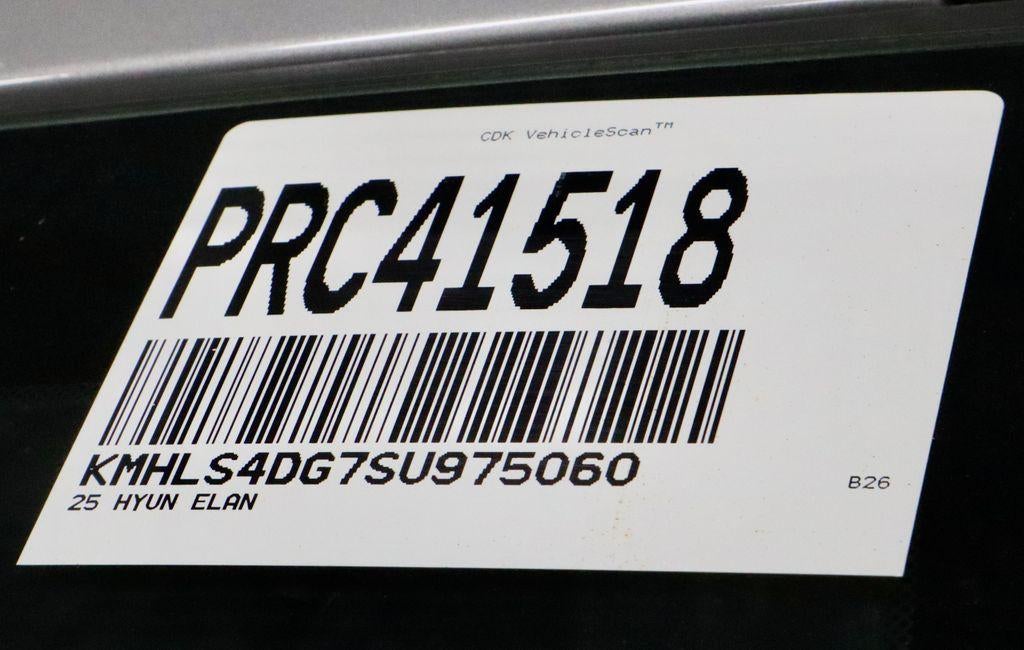 CDK VehicleScan™
PRC41518
KMHLS4DG7SU975060
25 HYUN ELAN
B26